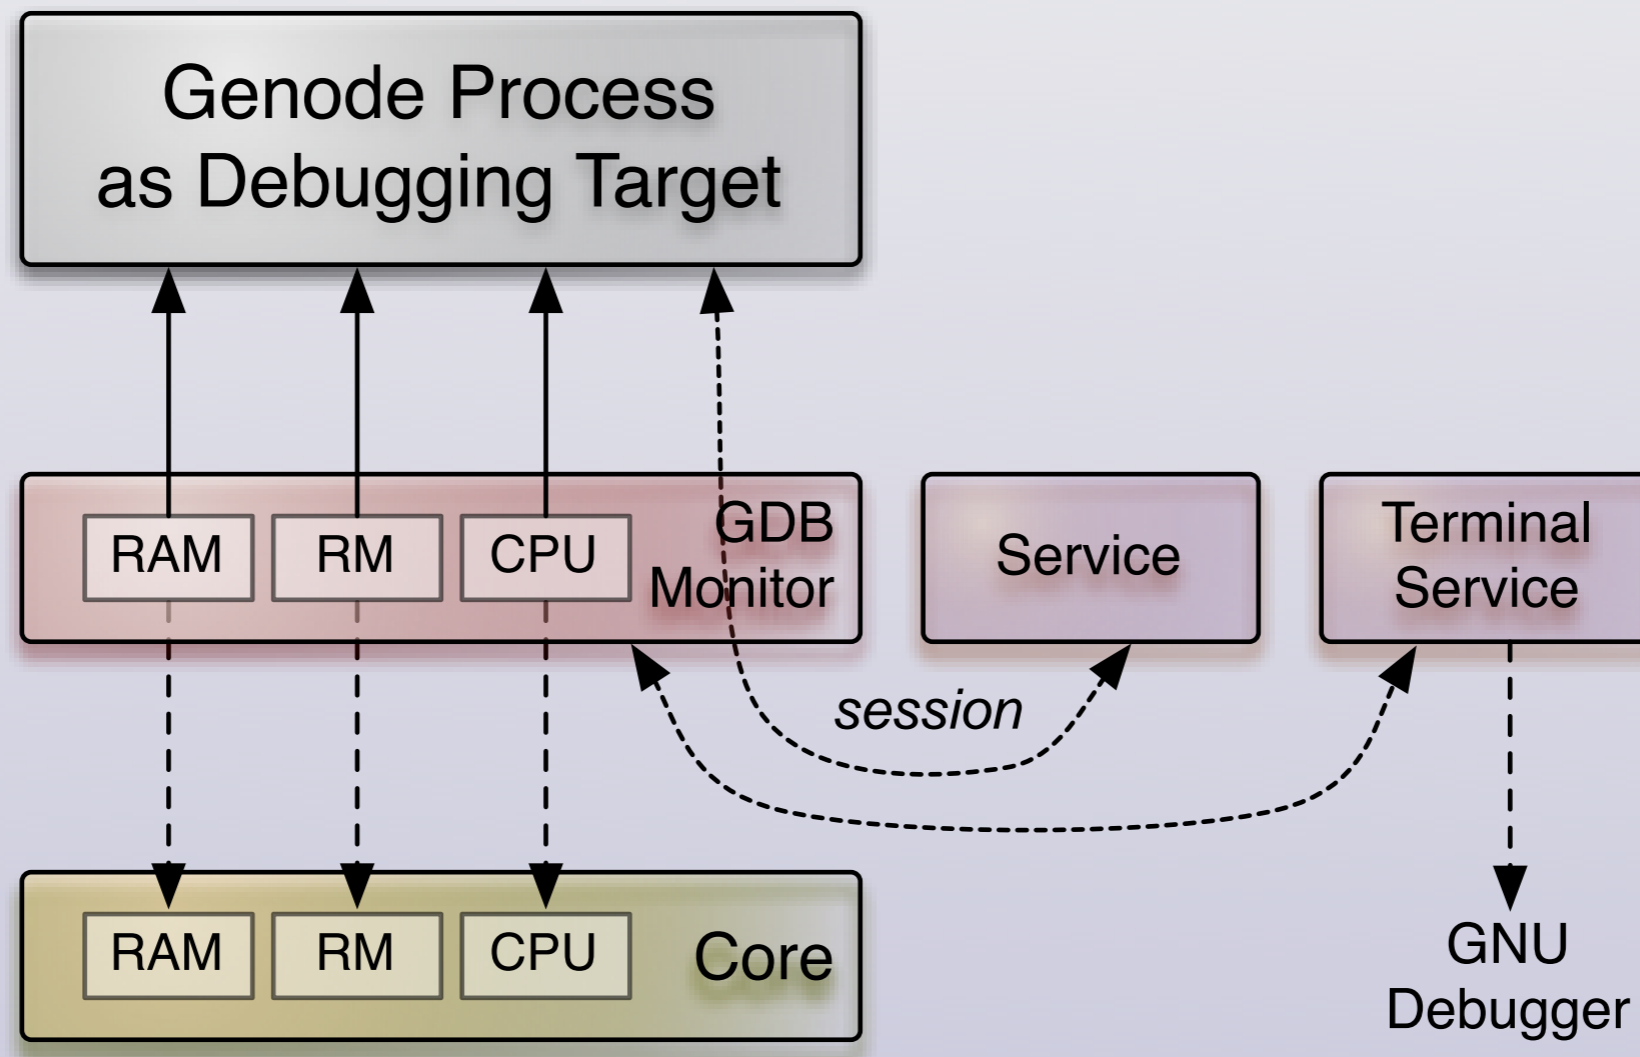 Genode Process
as Debugging Target
RAM
RM
CPU
GDB
Monitor
Service
Terminal
Service
session
RAM
RM
CPU
Core
GNU
Debugger